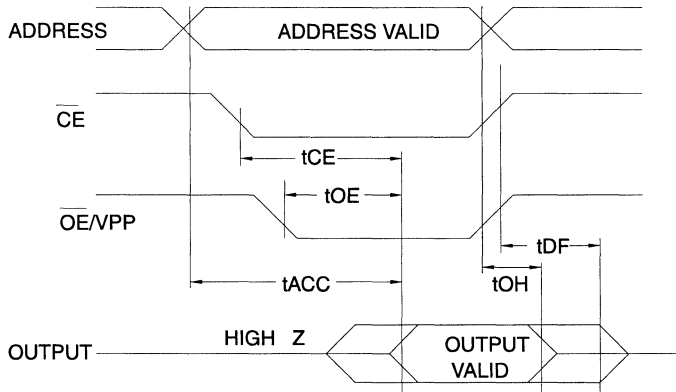 ADDRESS
ADDRESS VALID
CE
tCE
tOE
OE/VPP
tDF
tACC
tOH
HIGH Z
OUTPUT
OUTPUT
VALID